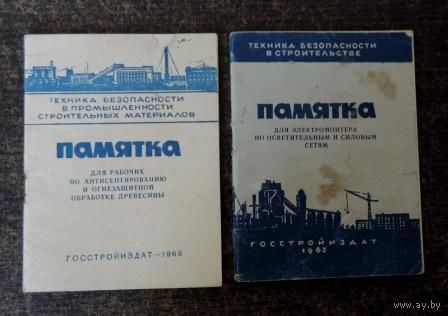 ТЕХНИКА БЕЗОПАСНОСТИ
В ПРОМЫШЛЕННОСТИ
СТРОИТЕЛЬНЫХ МАТЕРИАЛОВ
ПАМЯТКА
ДЛЯ РАБОЧИХ
ПО АНТИСЕПТИРОВАНИЮ
И ОГНЕЗАЩИТНОЙ
ОБРАБОТКЕ ДРЕВЕСИНЫ
ГОССТРОЙИЗДАТ—1963
ТЕХНИКА БЕЗОПАСНОСТИ
В СТРОИТЕЛЬСТВЕ
ПАМЯТКА
ДЛЯ ЭЛЕКТРОМОНТЕРА
ПО ОСВЕТИТЕЛЬНЫМ И СИЛОВЫМ
СЕТЯМ
ГОССТРОЙИЗДАТ
1962
ay.by